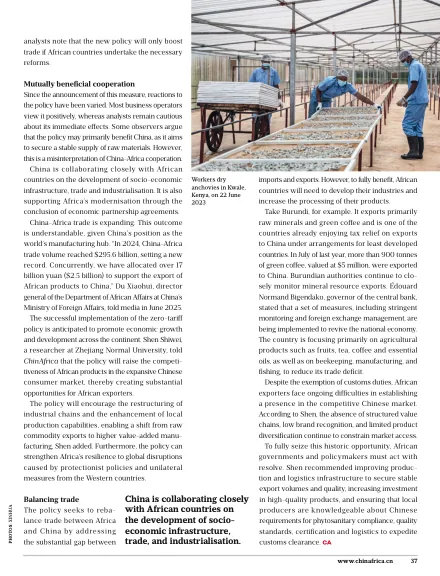 analysts note that the new policy will only boost
trade if African countries undertake the necessary
reforms.
Mutually beneficial cooperation
Since the announcement of this measure, reactions to
the policy have been varied. Most business operators
view it positively, whereas analysts remain cautious
about its immediate effects. Some observers argue
that the policy may primarily benefit China, as it aims
to secure a stable supply of raw materials. However,
this is a misinterpretation of China-Africa cooperation.
China is collaborating closely with African
countries on the development of socio-economic
infrastructure, trade and industrialisation. It is also
supporting Africa's modernisation through the
conclusion of economic partnership agreements.
China-Africa trade is expanding. This outcome
is understandable, given China's position as the
world's manufacturing hub. "In 2024, China-Africa
trade volume reached $295.6 billion, setting a new
record. Concurrently, we have allocated over 17
billion yuan ($2.5 billion) to support the export of
African products to China," Du Xiaohui, director
general of the Department of African Affairs at China's
Ministry of Foreign Affairs, told media in June 2025.
The successful implementation of the zero-tariff
policy is anticipated to promote economic growth
and development across the continent. Shen Shiwei,
a researcher at Zhejiang Normal University, told
ChinAfrica that the policy will raise the competi-
tiveness of African products in the expansive Chinese
consumer market, thereby creating substantial
opportunities for African exporters.
The policy will encourage the restructuring of
industrial chains and the enhancement of local
production capabilities, enabling a shift from raw
commodity exports to higher value-added manu-
facturing, Shen added. Furthermore, the policy can
strengthen Africa's resilience to global disruptions
caused by protectionist policies and unilateral
measures from the Western countries.
Balancing trade
The policy seeks to reba-
lance trade between Africa
and China by addressing
the substantial gap between
China is collaborating closely
with African countries on
the development of socio-
economic infrastructure,
trade, and industrialisation.
Workers dry
anchovies in Kwale,
Kenya, on 22 June
2023
imports and exports. However, to fully benefit, African
countries will need to develop their industries and
increase the processing of their products.
Take Burundi, for example. It exports primarily
raw minerals and green coffee and is one of the
countries already enjoying tax relief on exports
to China under arrangements for least developed
countries. In July of last year, more than 900 tonnes
of green coffee, valued at $5 million, were exported
to China. Burundian authorities continue to clo-
sely monitor mineral resource exports. Édouard
Normand Bigendako, governor of the central bank,
stated that a set of measures, including stringent
monitoring and foreign exchange management, are
being implemented to revive the national economy.
The country is focusing primarily on agricultural
products such as fruits, tea, coffee and essential
oils, as well as on beekeeping, manufacturing, and
fishing, to reduce its trade deficit.
Despite the exemption of customs duties, African
exporters face ongoing difficulties in establishing
a presence in the competitive Chinese market.
According to Shen, the absence of structured value
chains, low brand recognition, and limited product
diversification continue to constrain market access.
To fully seize this historic opportunity, African
governments and policymakers must act with
resolve. Shen recommended improving produc-
tion and logistics infrastructure to secure stable
export volumes and quality, increasing investment
in high-quality products, and ensuring that local
producers are knowledgeable about Chinese
requirements for phytosanitary compliance, quality
standards, certification and logistics to expedite
customs clearance. CA
PHOTOS XINHUA
www.chinafrica.cn 37